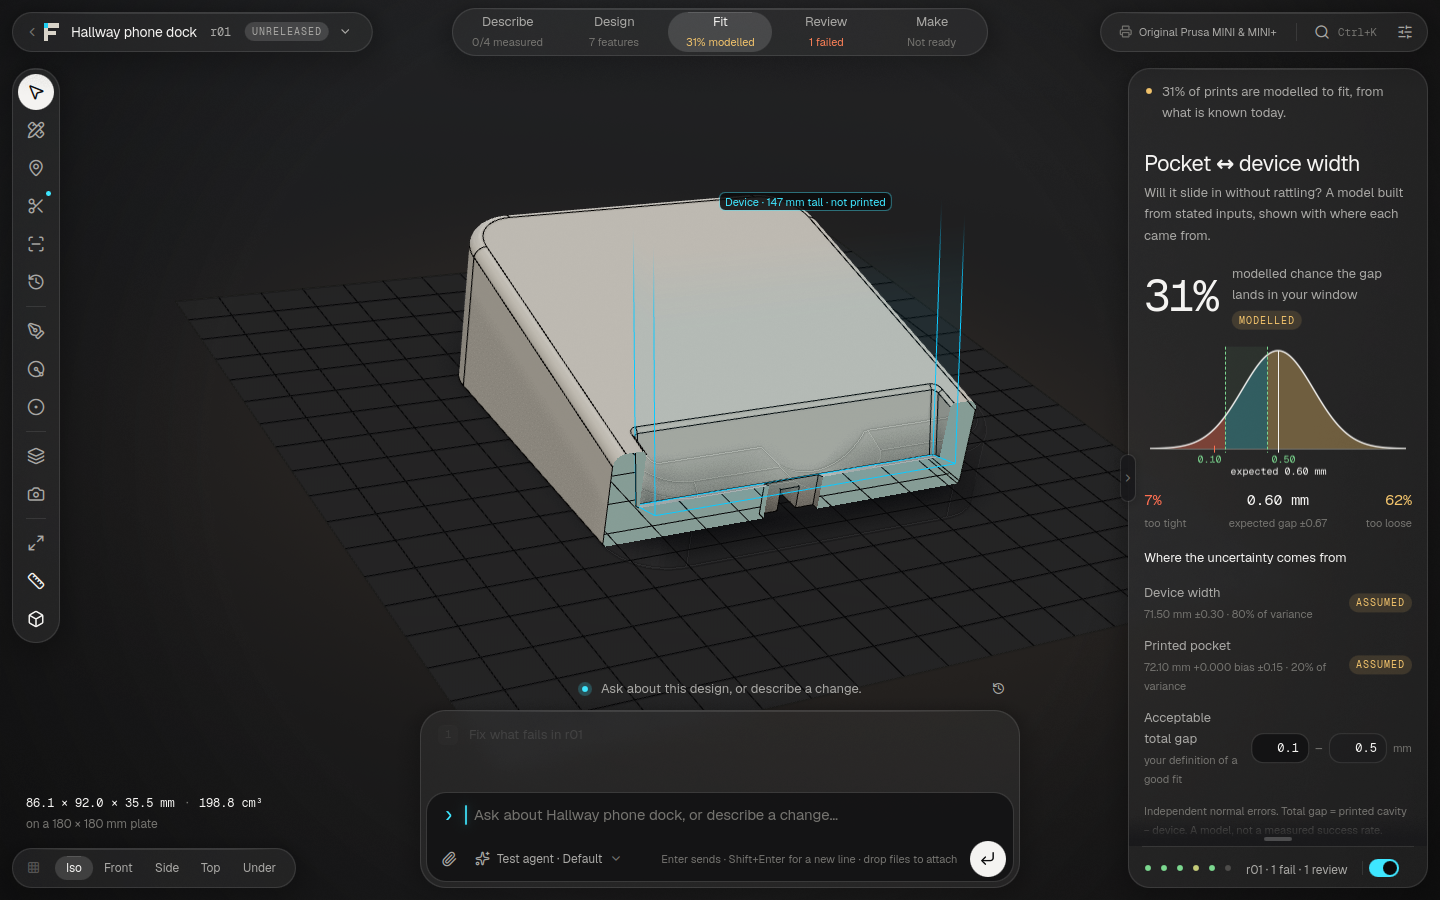 Hallway phone dock r01 UNRELEASED
Describe
0/4 measured
Design
7 features
Fit
31% modelled
Review
1 failed
Make
Not ready
Original Prusa MINI & MINI+
Ctrl+K
31% of prints are modelled to fit, from
what is known today.
Pocket ↔ device width
Will it slide in without rattling? A model built
from stated inputs, shown with where each
came from.
31%
modelled chance the gap
lands in your window
MODELLED
0.10 0.50
expected 0.60 mm
7% 0.60 mm 62%
too tight expected gap ±0.67 too loose
Where the uncertainty comes from
Device width
71.50 mm ±0.30 · 80% of variance
ASSUMED
Printed pocket
72.10 mm +0.000 bias ±0.15 · 20% of
variance
ASSUMED
Acceptable
total gap
your definition of a
good fit
0.1 – 0.5 mm
Independent normal errors. Total gap = printed cavity
− device. A model, not a measured success rate.
r01 · 1 fail · 1 review
Device · 147 mm tall · not printed
Ask about this design, or describe a change.
1 Fix what fails in r01
Ask about Hallway phone dock, or describe a change…
Test agent · Default
Enter sends · Shift+Enter for a new line · drop files to attach
86.1 × 92.0 × 35.5 mm · 198.8 cm³
on a 180 × 180 mm plate
Iso Front Side Top Under